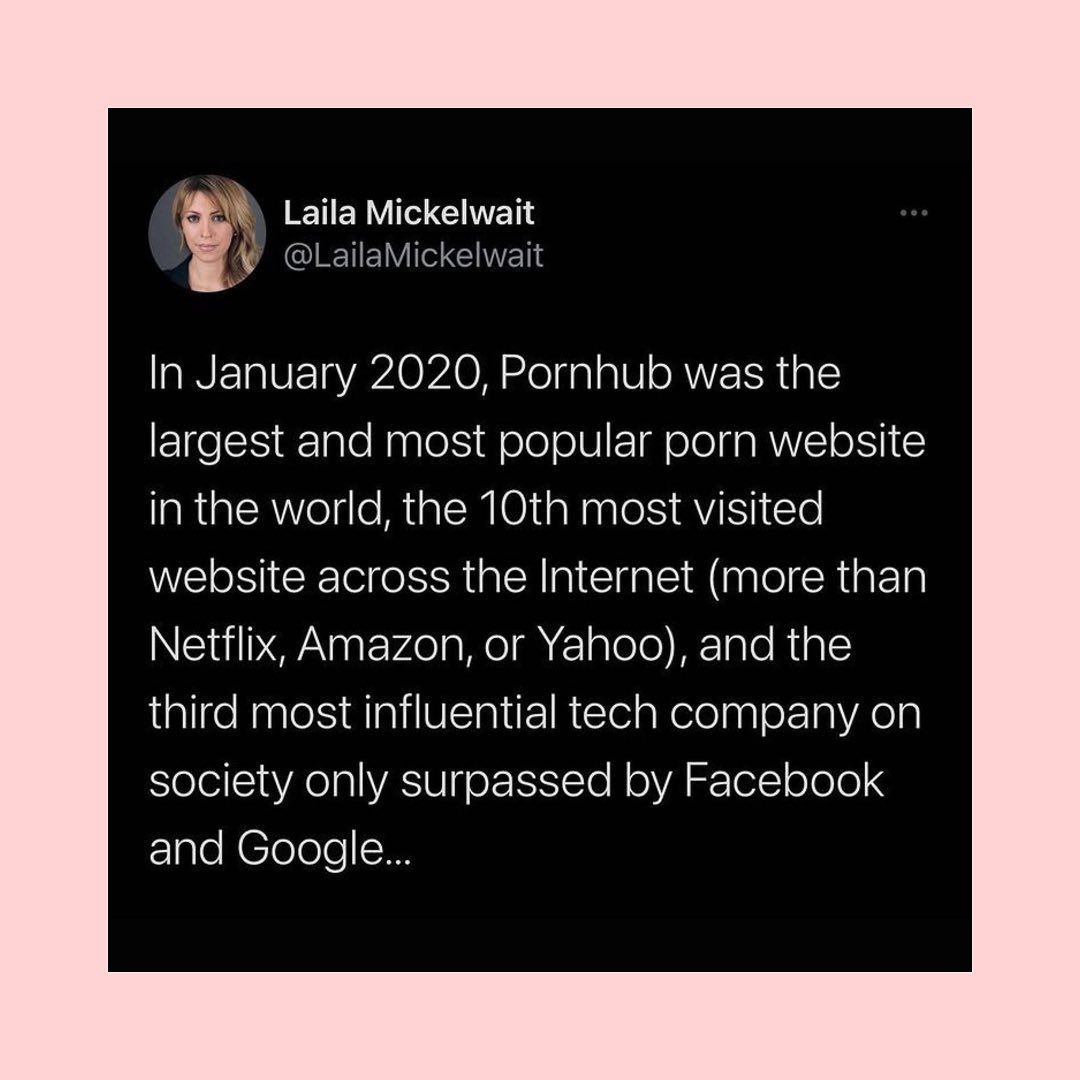 Laila Mickelwait
@LailaMickelwait
In January 2020, Pornhub was the
largest and most popular porn website
in the world, the 10th most visited
website across the Internet (more than
Netflix, Amazon, or Yahoo), and the
third most influential tech company on
society only surpassed by Facebook
and Google...